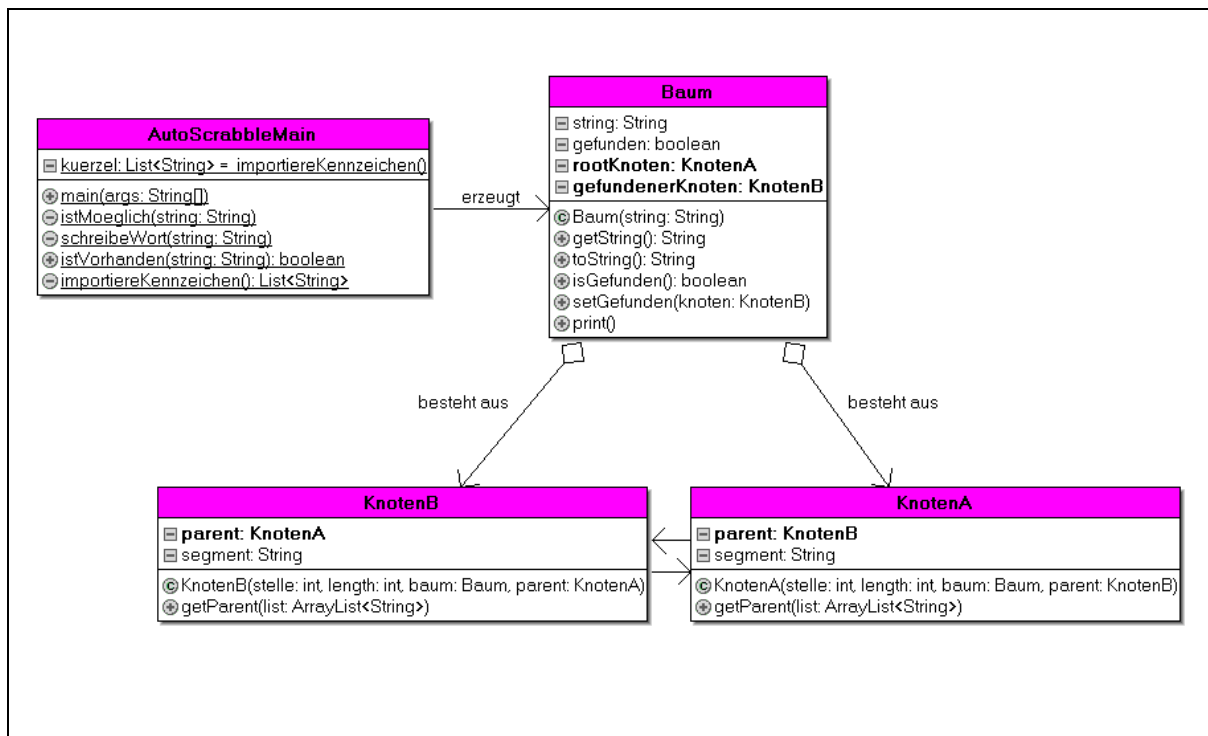 Baum
string: String
gefunden: boolean
rootKnoten: KnotenA
gefundenerKnoten: KnotenB
Baum(string: String)
getString(): String
toString(): String
isGefunden(): boolean
setGefunden(knoten: KnotenB)
print()
AutoScrabbleMain
kuerzel: List<String> = importiereKennzeichen()
main(args: String[])
istMoeglich(string: String)
schreibeWort(string: String)
istVorhanden(string: String): boolean
importiereKennzeichen(): List<String>
erzeugt
besteht aus
besteht aus
KnotenB
parent: KnotenA
segment: String
KnotenB(stelle: int, length: int, baum: Baum, parent: KnotenA)
getParent(list: ArrayList<String>)
KnotenA
parent: KnotenB
segment: String
KnotenA(stelle: int, length: int, baum: Baum, parent: KnotenB)
getParent(list: ArrayList<String>)